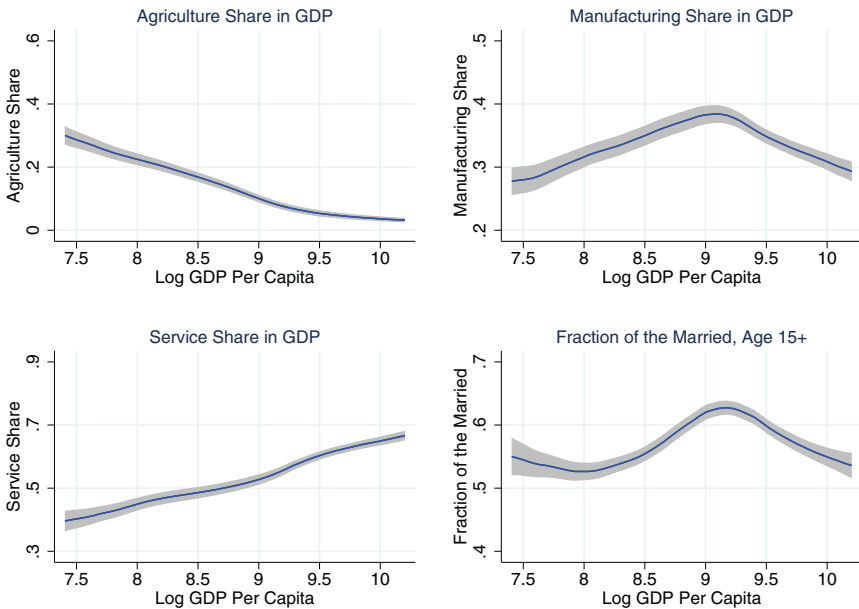 Agriculture Share in GDP
Agriculture Share
.6
.4
.2
0
7.5 8 8.5 9 9.5 10
Log GDP Per Capita
Manufacturing Share in GDP
Manufacturing Share
.5
.4
.3
.2
7.5 8 8.5 9 9.5 10
Log GDP Per Capita
Service Share in GDP
Service Share
.9
.7
.5
.3
7.5 8 8.5 9 9.5 10
Log GDP Per Capita
Fraction of the Married, Age 15+
Fraction of the Married
.7
.6
.5
.4
7.5 8 8.5 9 9.5 10
Log GDP Per Capita